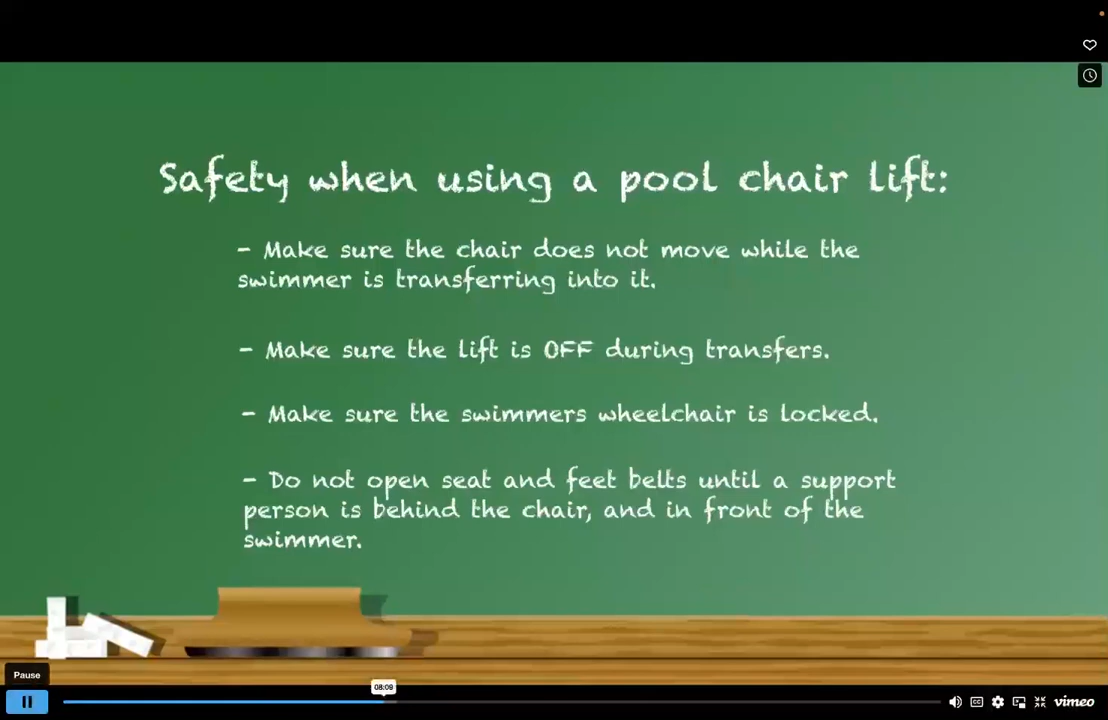 Safety when using a pool chair lift:
- Make sure the chair does not move while the
swimmer is transferring into it.
- Make sure the lift is OFF during transfers.
- Make sure the swimmers wheelchair is locked.
- Do not open seat and feet belts until a support
person is behind the chair, and in front of the
swimmer.
Pause
08:09
CC
vimeo